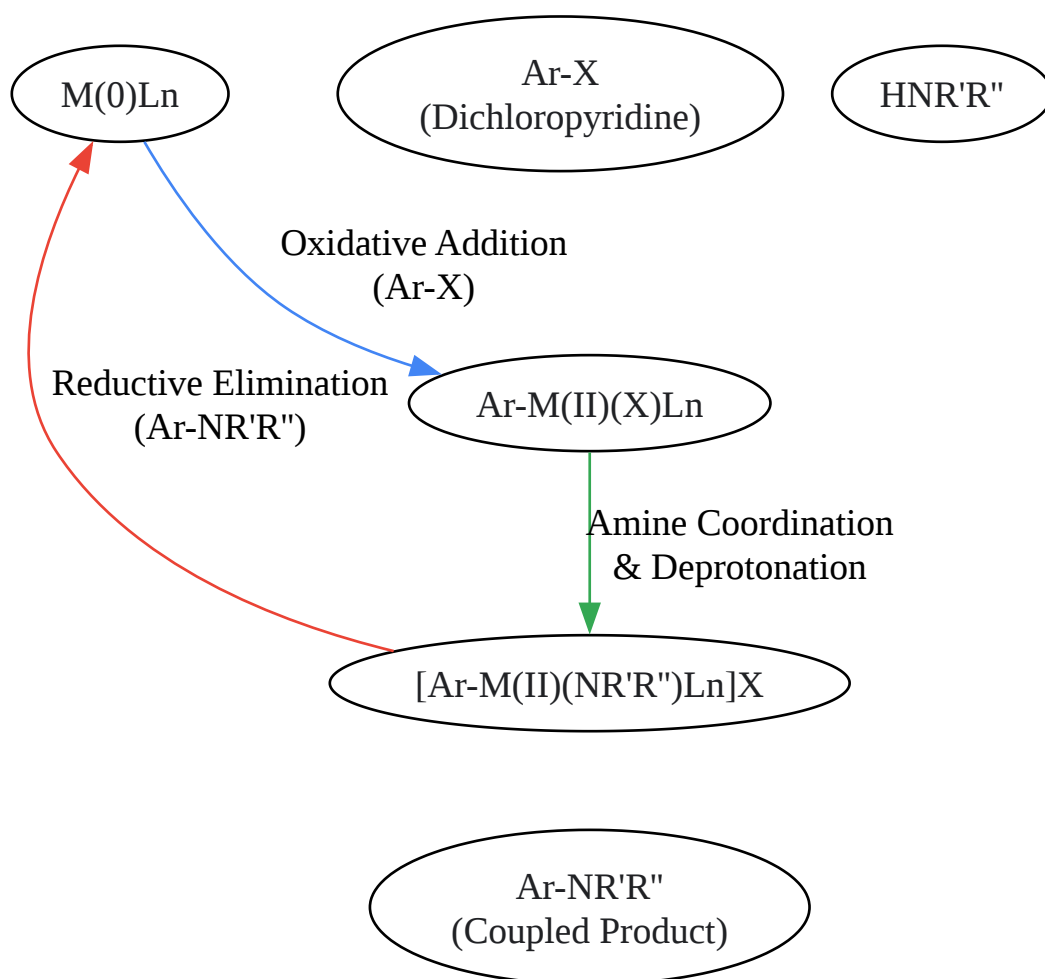 M(0)Ln
Ar-X
(Dichloropyridine)
HNR'R"
Oxidative Addition
(Ar-X)
Reductive Elimination
(Ar-NR'R")
Ar-M(II)(X)Ln
Amine Coordination
& Deprotonation
[Ar-M(II)(NR'R")Ln]X
Ar-NR'R"
(Coupled Product)